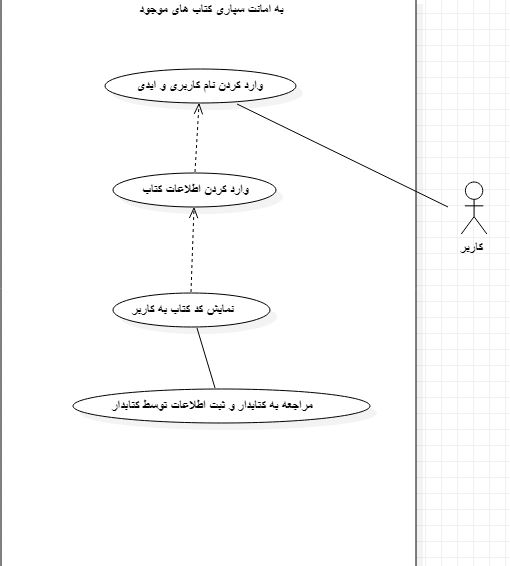 به امانت سپاری کتاب های موجود
وارد کردن نام کاربری و ایدی
وارد کردن اطلاعات کتاب
کاربر
نمایش کد کتاب به کاربر
مراجعه به کتابدار و ثبت اطلاعات توسط کتابدار